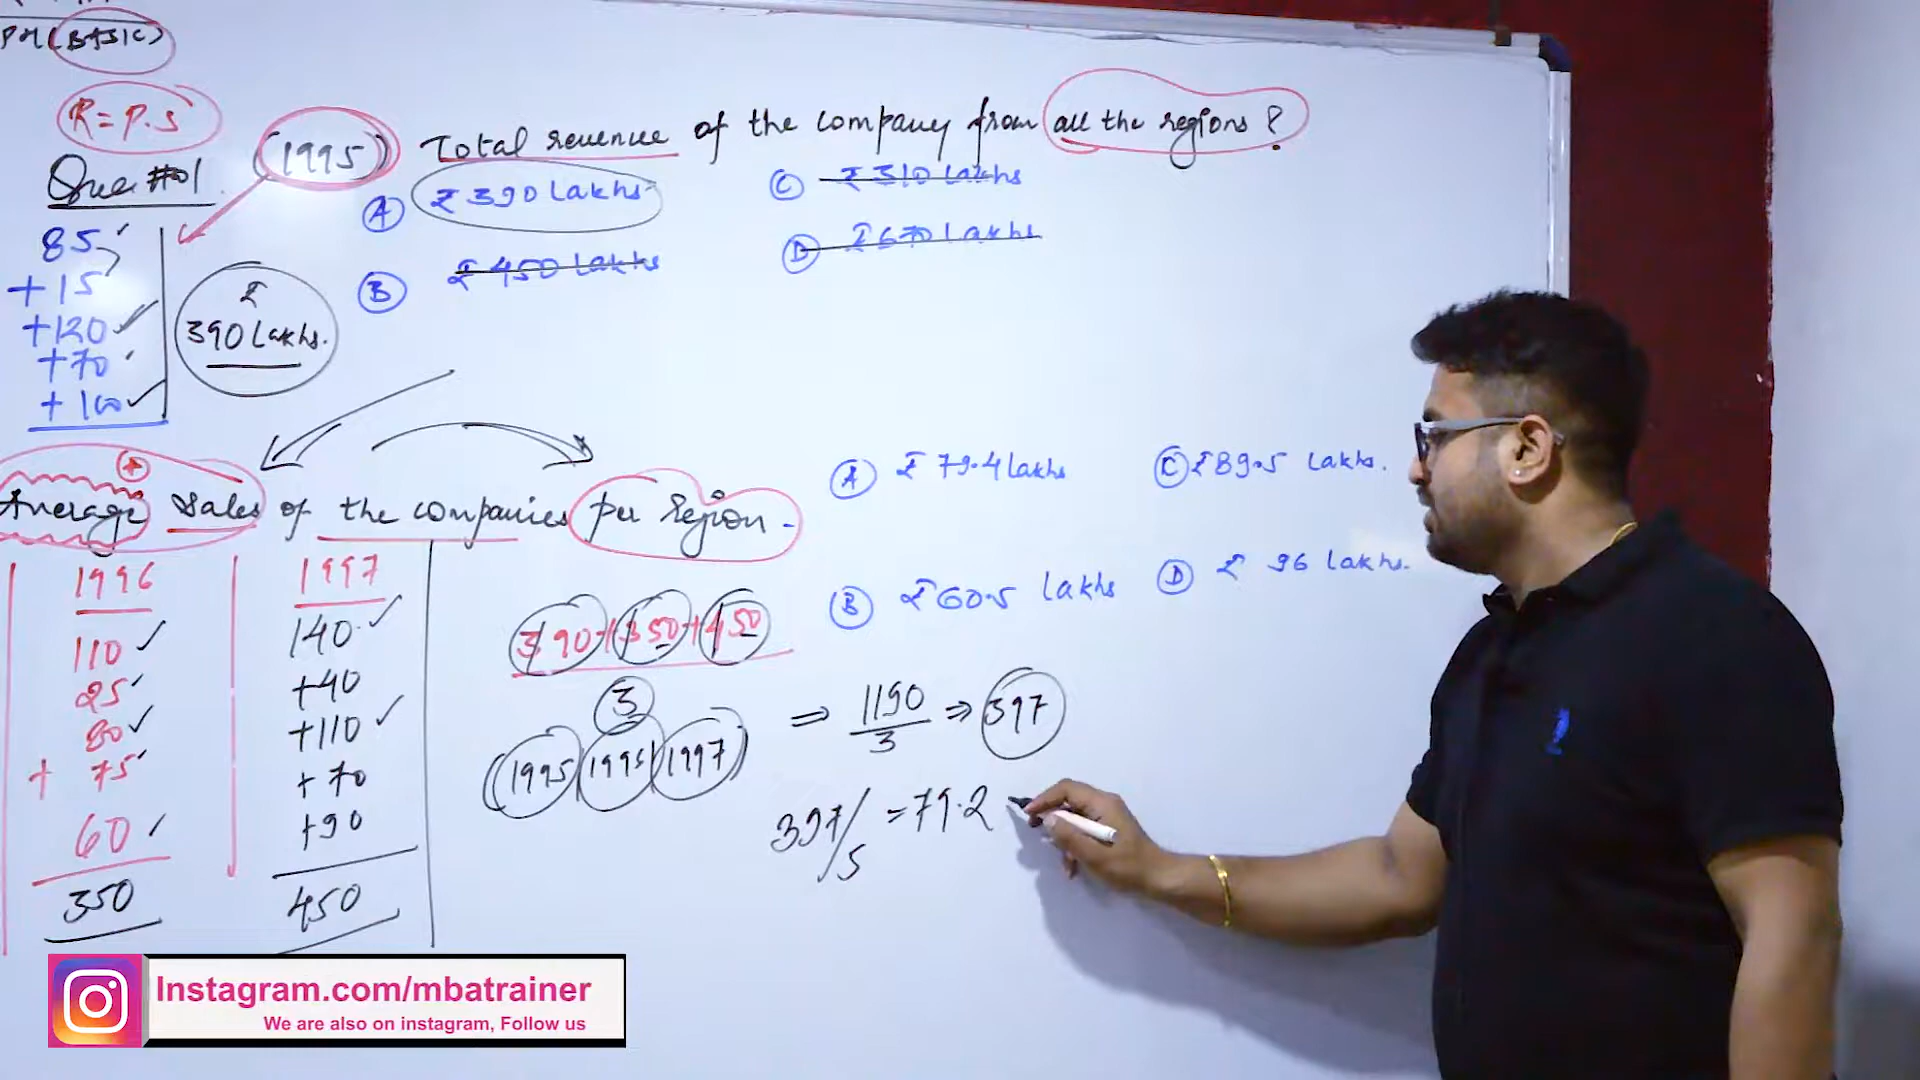 (BASIC)
R = P.S
Que #01.
(1995) Total revenue of the company from all the regions ?
A ₹ 390 Lakhs
C ₹ 310 Lakhs
B ₹ 450 Lakhs
D ₹ 670 Lakhs
85
+ 15
+120
+70
+ 100
₹
390 Lakhs.
Average Sales of the companies per region.
A ₹ 79.4 lakhs
C ₹ 89.5 lakhs.
B ₹ 60.5 lakhs
D ₹ 96 lakhs.
1996
110
25
80
+ 75
60
350
1997
140
+40
+110
+ 70
+90
450
390+350+450
3
(1995) 1997)
⇒ 1190
3
⇒ 397
397/5 = 79.2
Instagram.com/mbatrainer
We are also on instagram, Follow us